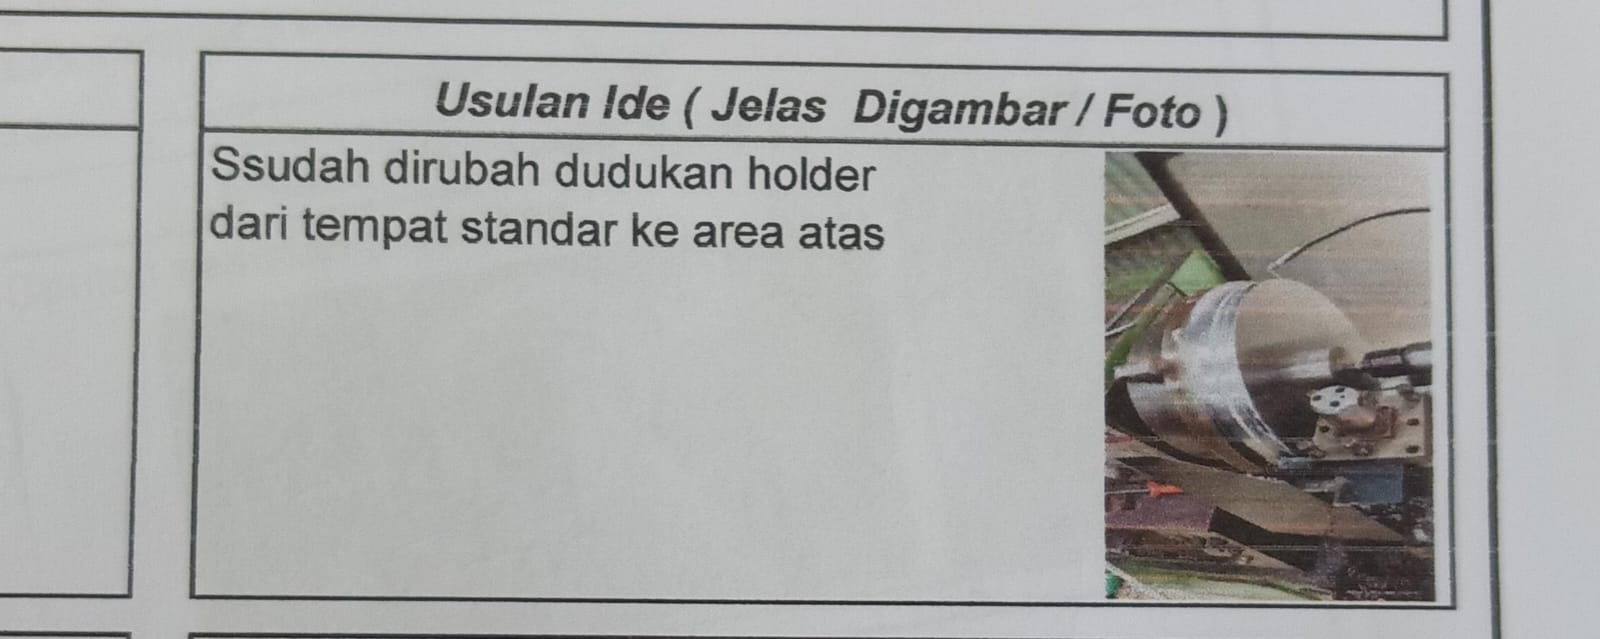 Usulan Ide ( Jelas Digambar / Foto )
Ssudah dirubah dudukan holder
dari tempat standar ke area atas